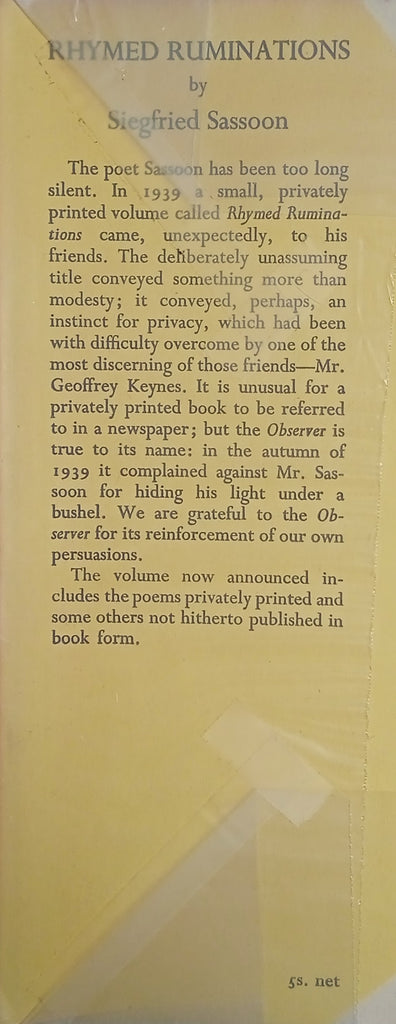 RHYMED RUMINATIONS
by
Siegfried Sassoon
The poet Sassoon has been too long
silent. In 1939 a small, privately
printed volume called Rhymed Rumina-
tions came, unexpectedly, to his
friends. The deliberately unassuming
title conveyed something more than
modesty; it conveyed, perhaps, an
instinct for privacy, which had been
with difficulty overcome by one of the
most discerning of those friends—Mr.
Geoffrey Keynes. It is unusual for a
privately printed book to be referred
to in a newspaper; but the Observer is
true to its name: in the autumn of
1939 it complained against Mr. Sas-
soon for hiding his light under a
bushel. We are grateful to the Ob-
server for its reinforcement of our own
persuasions.
The volume now announced in-
cludes the poems privately printed and
some others not hitherto published in
book form.
5s. net